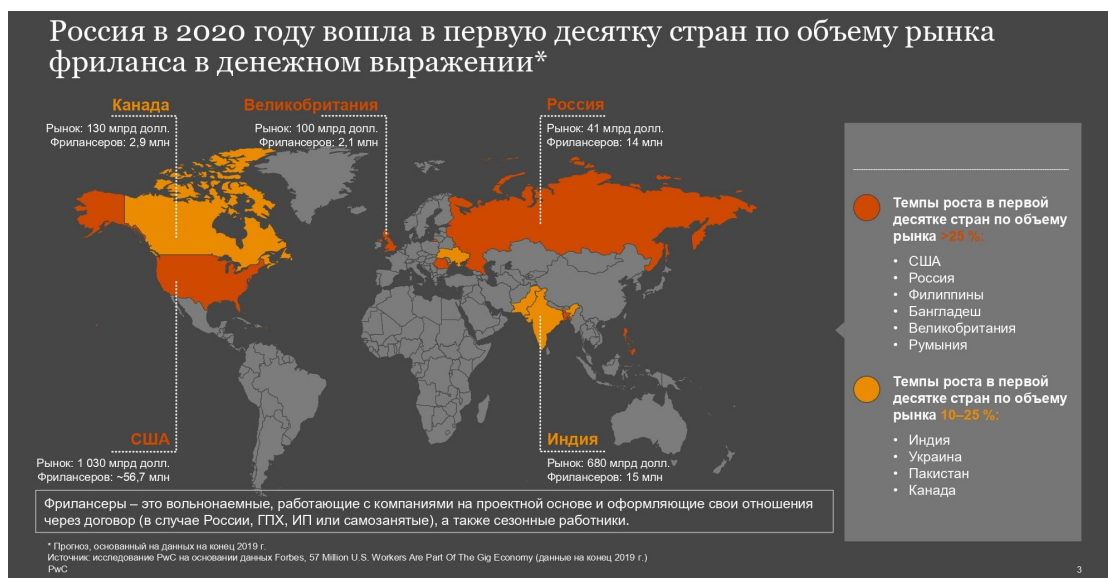 Россия в 2020 году вошла в первую десятку стран по объему рынка
фриланса в денежном выражении*
Канада
Рынок: 130 млрд долл.
Фрилансеров: 2,9 млн
Великобритания
Рынок: 100 млрд долл.
Фрилансеров: 2,1 млн
Россия
Рынок: 41 млрд долл.
Фрилансеров: 14 млн
США
Рынок: 1 030 млрд долл.
Фрилансеров: ~56,7 млн
Индия
Рынок: 680 млрд долл.
Фрилансеров: 15 млн
Темпы роста в первой
десятке стран по объему
рынка >25 %:
• США
• Россия
• Филиппины
• Бангладеш
• Великобритания
• Румыния
Темпы роста в первой
десятке стран по объему
рынка 10–25 %:
• Индия
• Украина
• Пакистан
• Канада
Фрилансеры – это вольнонаемные, работающие с компаниями на проектной основе и оформляющие свои отношения
через договор (в случае России, ГПХ, ИП или самозанятые), а также сезонные работники.
* Прогноз, основанный на данных на конец 2019 г.
Источник: исследование PwC на основании данных Forbes, 57 Million U.S. Workers Are Part Of The Gig Economy (данные на конец 2019 г.)
PwC
3